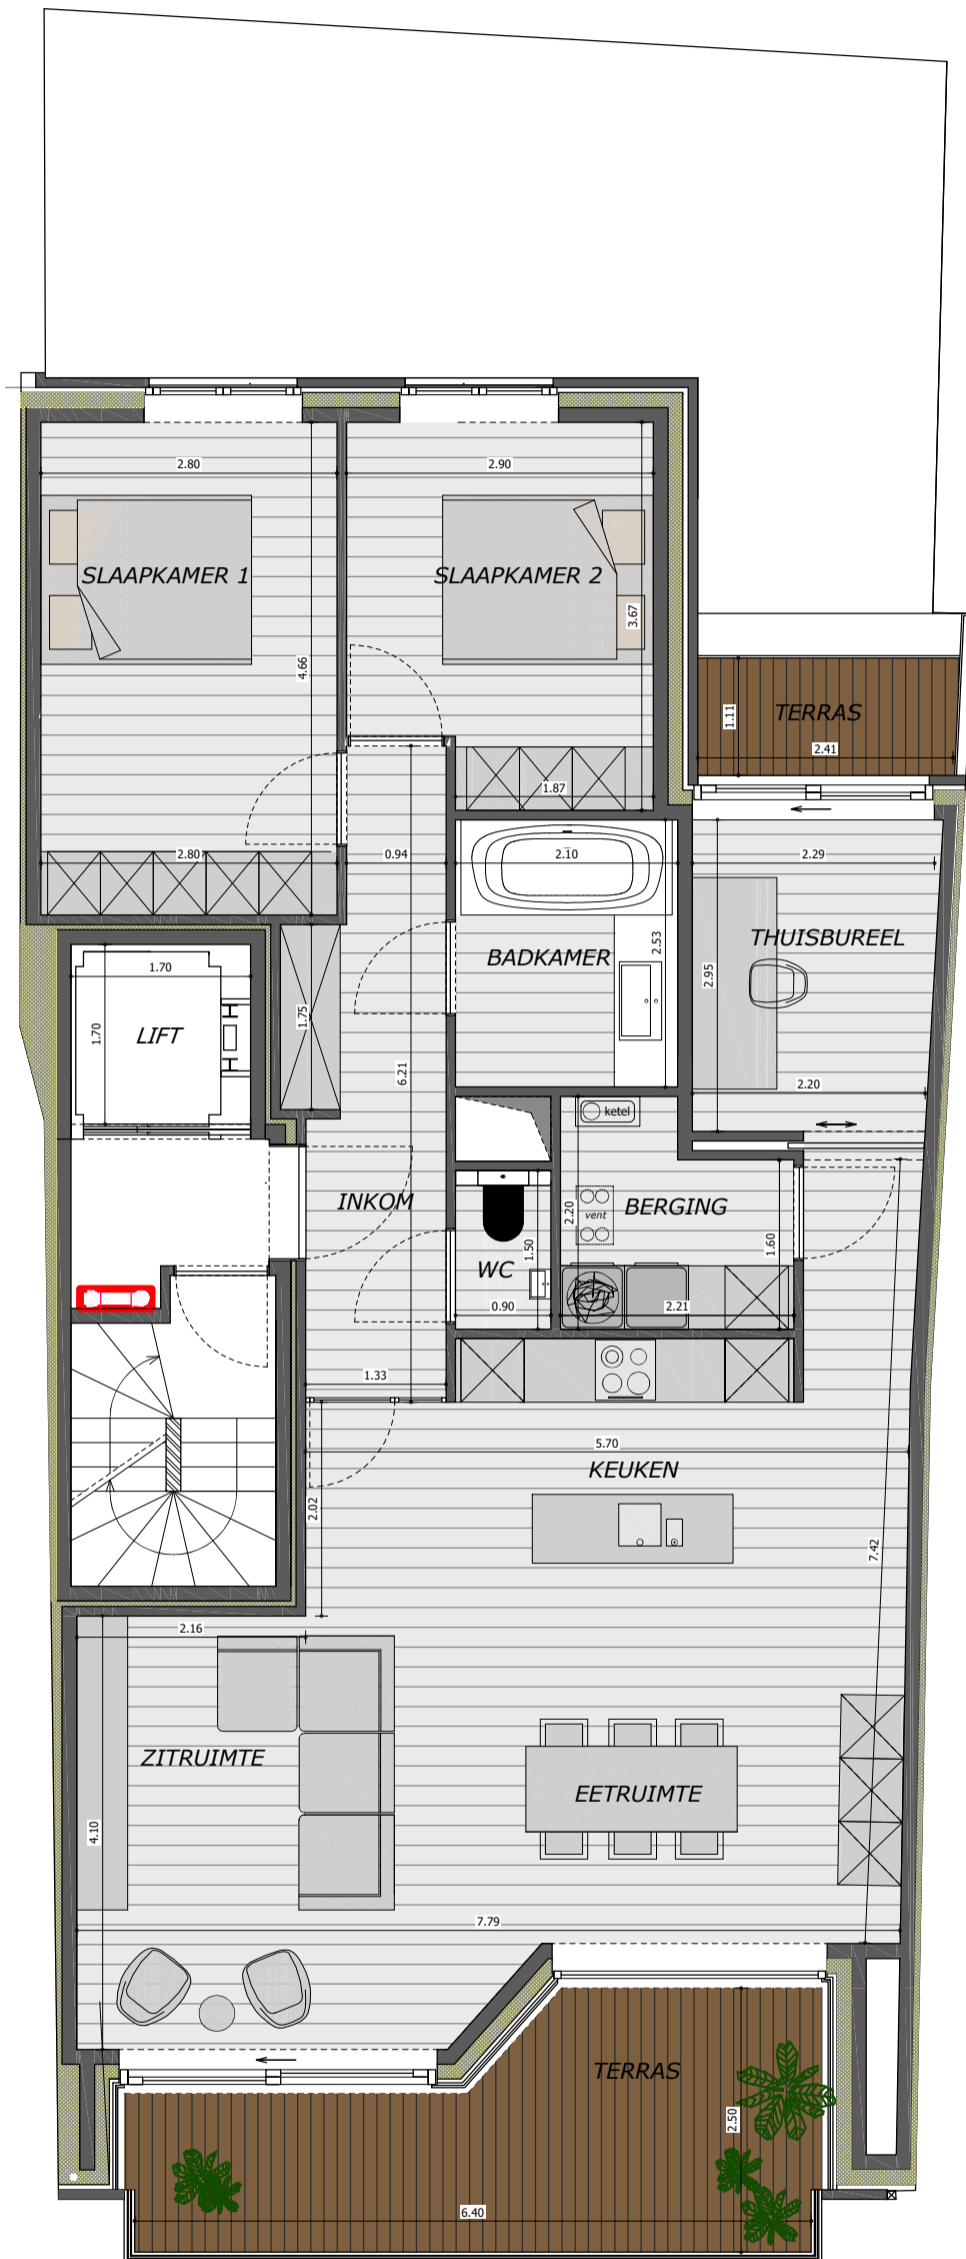 2.80
2.90
SLAAPKAMER 1
SLAAPKAMER 2
3.67
4.66
TERRAS
1.11
2.41
1.87
2.80
0.94
2.10
2.29
THUISBUREEL
BADKAMER
2.53
2.95
1.70
LIFT
1.70
1.75
6.21
2.20
ketel
INKOM
BERGING
2.20
vent
1.60
1.50
WC
0.90
2.21
1.33
5.70
KEUKEN
2.02
7.42
2.16
ZITRUIMTE
EETRUIMTE
4.10
7.79
TERRAS
2.50
6.40